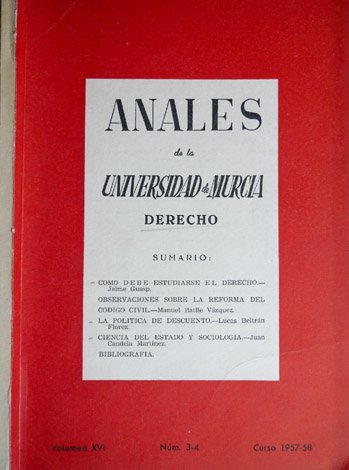 ANALES
de la
UNIVERSIDAD de MURCIA
DERECHO
SUMARIO:
COMO DEBE ESTUDIARSE EL DERECHO.—
Jaime Guasp.
OBSERVACIONES SOBRE LA REFORMA DEL
CODIGO CIVIL.—Manuel Batlle Vázquez.
LA POLITICA DE DESCUENTO.—Lucas Beltrán
Florez.
CIENCIA DEL ESTADO Y SOCIOLOGIA.—Juan
Candela Martínez.
BIBLIOGRAFIA.
Volumen XVI Núm. 3-4 Curso 1957-58